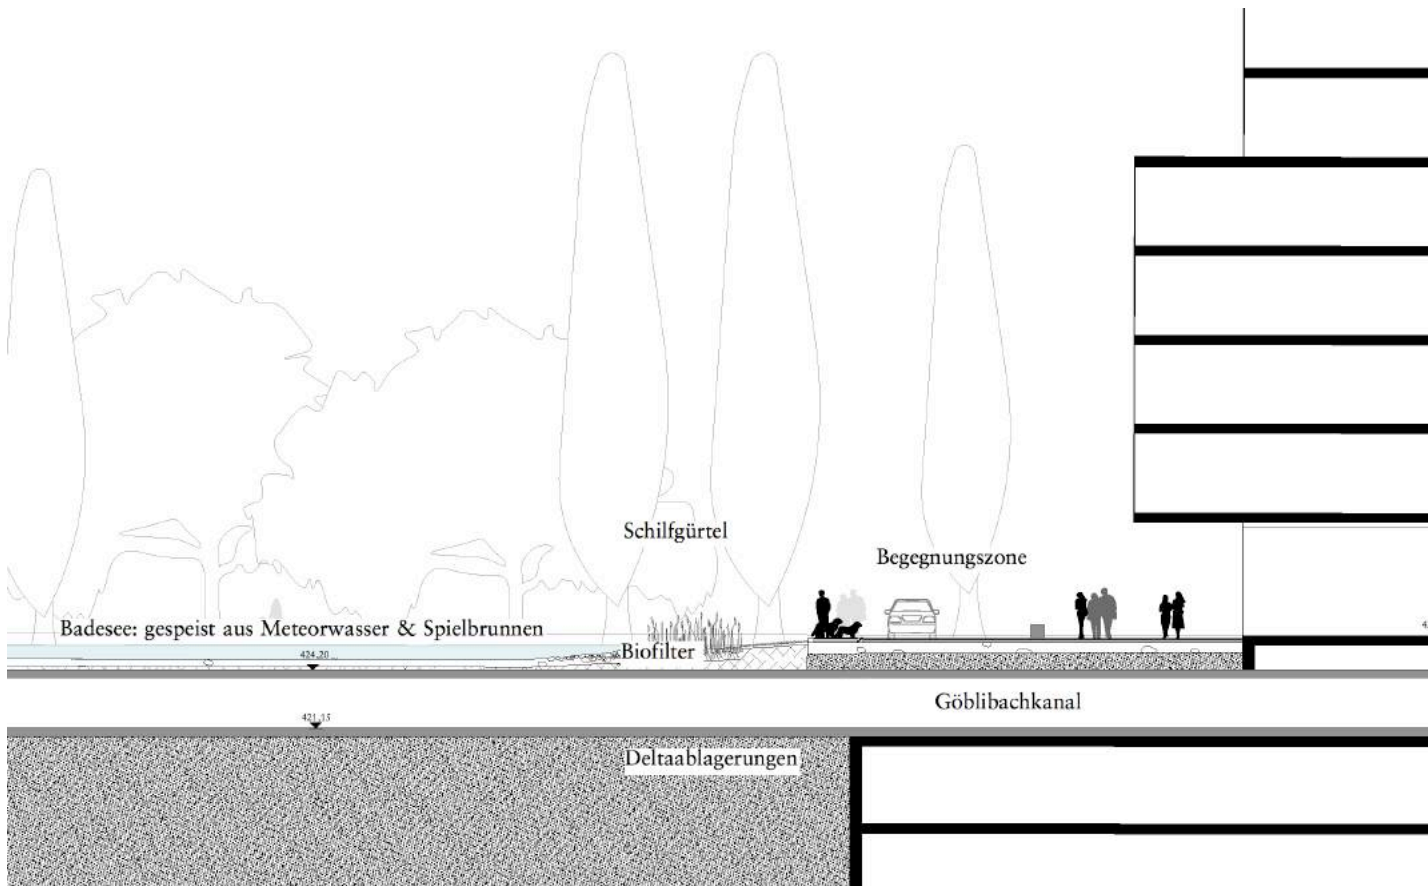 Schilfgürtel
Begegnungszone
Badesee: gespeist aus Meteorwasser & Spielbrunnen
Biofilter
424.20
Göblibachkanal
421.15
Deltaablagerungen